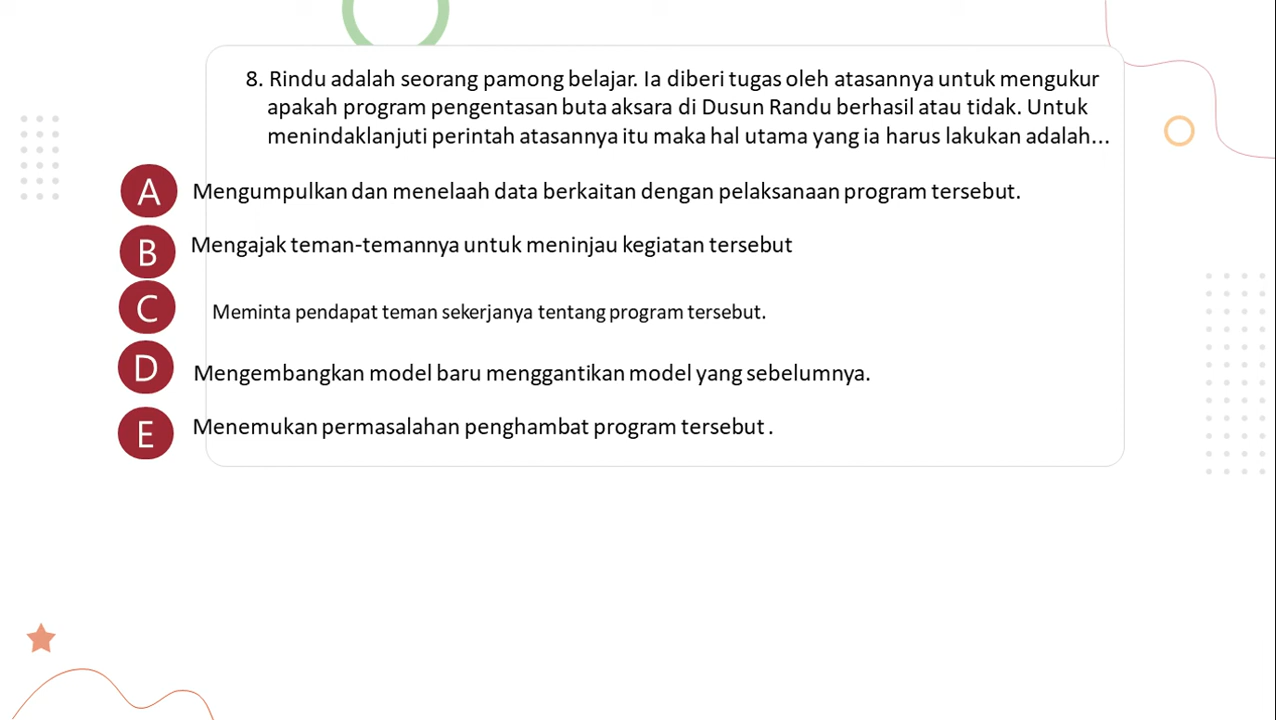 8. Rindu adalah seorang pamong belajar. Ia diberi tugas oleh atasannya untuk mengukur
apakah program pengentasan buta aksara di Dusun Randu berhasil atau tidak. Untuk
menindaklanjuti perintah atasannya itu maka hal utama yang ia harus lakukan adalah...
A Mengumpulkan dan menelaah data berkaitan dengan pelaksanaan program tersebut.
B Mengajak teman-temannya untuk meninjau kegiatan tersebut
C Meminta pendapat teman sekerjanya tentang program tersebut.
D Mengembangkan model baru menggantikan model yang sebelumnya.
E Menemukan permasalahan penghambat program tersebut .